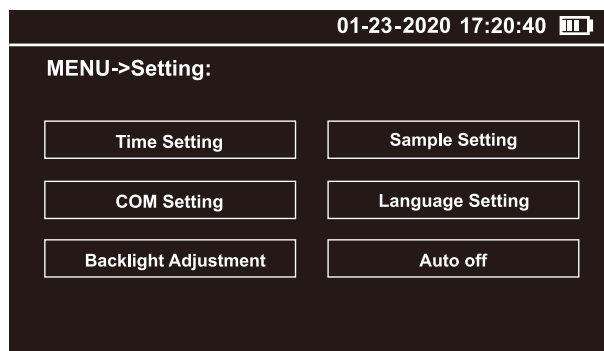 01-23-2020 17:20:40
MENU->Setting:
Time Setting
Sample Setting
COM Setting
Language Setting
Backlight Adjustment
Auto off